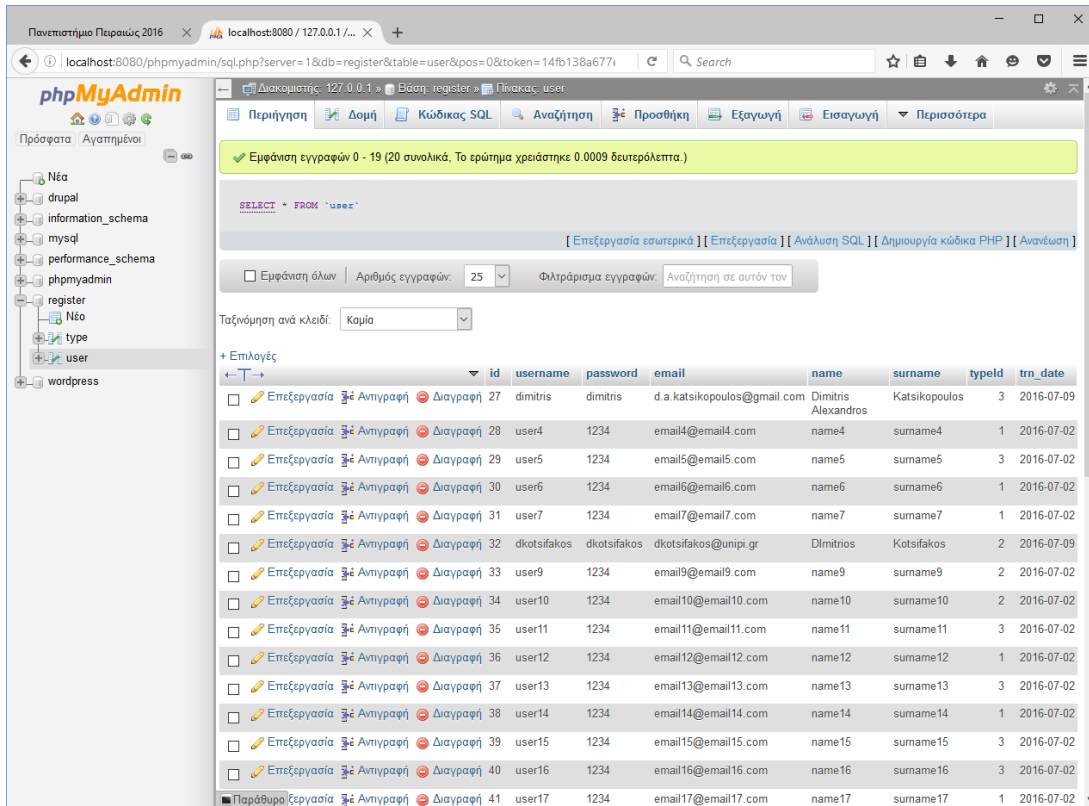 Πανεπιστήμιο Πειραιώς 2016
localhost:8080 / 127.0.0.1 /...
localhost:8080/phpmyadmin/sql.php?server=1&db=register&table=user&pos=0&token=14fb138a677
Search
phpMyAdmin
Πρόσφατα Αγαπημένοι
Νέα
drupal
information_schema
mysql
performance_schema
phpmyadmin
register
Νέο
type
user
wordpress
Διακομιστής: 127.0.0.1 » Βάση: register » Πίνακας: user
Περιήγηση Δομή Κώδικας SQL Αναζήτηση Προσθήκη Εξαγωγή Εισαγωγή Περισσότερα
Εμφάνιση εγγραφών 0 - 19 (20 συνολικά, Το ερώτημα χρειάστηκε 0.0009 δευτερόλεπτα.)
SELECT * FROM `user`
[ Επεξεργασία εσωτερικά ] [ Επεξεργασία ] [ Ανάλυση SQL ] [ Δημιουργία κώδικα PHP ] [ Ανανέωση ]
Εμφάνιση όλων | Αριθμός εγγραφών: 25 Φιλτράρισμα εγγραφών: Αναζήτηση σε αυτόν τον
Ταξινόμηση ανά κλειδί: Καμία
+ Επιλογές
←T→ id username password email name surname typeId trn_date
Επεξεργασία Αντιγραφή Διαγραφή 27 dimitris dimitris d.a.katsikopoulos@gmail.com Dimitris Alexandros Katsikopoulos 3 2016-07-09
Επεξεργασία Αντιγραφή Διαγραφή 28 user4 1234 email4@email4.com name4 surname4 1 2016-07-02
Επεξεργασία Αντιγραφή Διαγραφή 29 user5 1234 email5@email5.com name5 surname5 3 2016-07-02
Επεξεργασία Αντιγραφή Διαγραφή 30 user6 1234 email6@email6.com name6 surname6 1 2016-07-02
Επεξεργασία Αντιγραφή Διαγραφή 31 user7 1234 email7@email7.com name7 surname7 1 2016-07-02
Επεξεργασία Αντιγραφή Διαγραφή 32 dkotsifakos dkotsifakos dkotsifakos@unipi.gr DImitrios Kotsifakos 2 2016-07-09
Επεξεργασία Αντιγραφή Διαγραφή 33 user9 1234 email9@email9.com name9 surname9 2 2016-07-02
Επεξεργασία Αντιγραφή Διαγραφή 34 user10 1234 email10@email10.com name10 surname10 2 2016-07-02
Επεξεργασία Αντιγραφή Διαγραφή 35 user11 1234 email11@email11.com name11 surname11 3 2016-07-02
Επεξεργασία Αντιγραφή Διαγραφή 36 user12 1234 email12@email12.com name12 surname12 1 2016-07-02
Επεξεργασία Αντιγραφή Διαγραφή 37 user13 1234 email13@email13.com name13 surname13 3 2016-07-02
Επεξεργασία Αντιγραφή Διαγραφή 38 user14 1234 email14@email14.com name14 surname14 1 2016-07-02
Επεξεργασία Αντιγραφή Διαγραφή 39 user15 1234 email15@email15.com name15 surname15 3 2016-07-02
Επεξεργασία Αντιγραφή Διαγραφή 40 user16 1234 email16@email16.com name16 surname16 3 2016-07-02
Παράθυρο ξεργασία Αντιγραφή Διαγραφή 41 user17 1234 email17@email17.com name17 surname17 1 2016-07-02